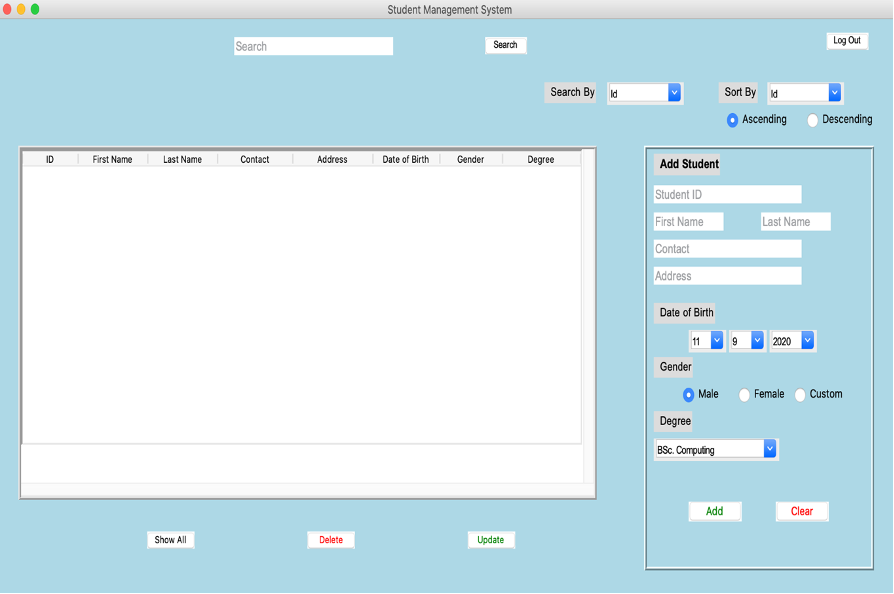 Student Management System
Search Search Log Out
Search By Id Sort By Id
Ascending Descending
ID First Name Last Name Contact Address Date of Birth Gender Degree
Add Student
Student ID
First Name Last Name
Contact
Address
Date of Birth
11 9 2020
Gender
Male Female Custom
Degree
BSc. Computing
Add Clear
Show All Delete Update